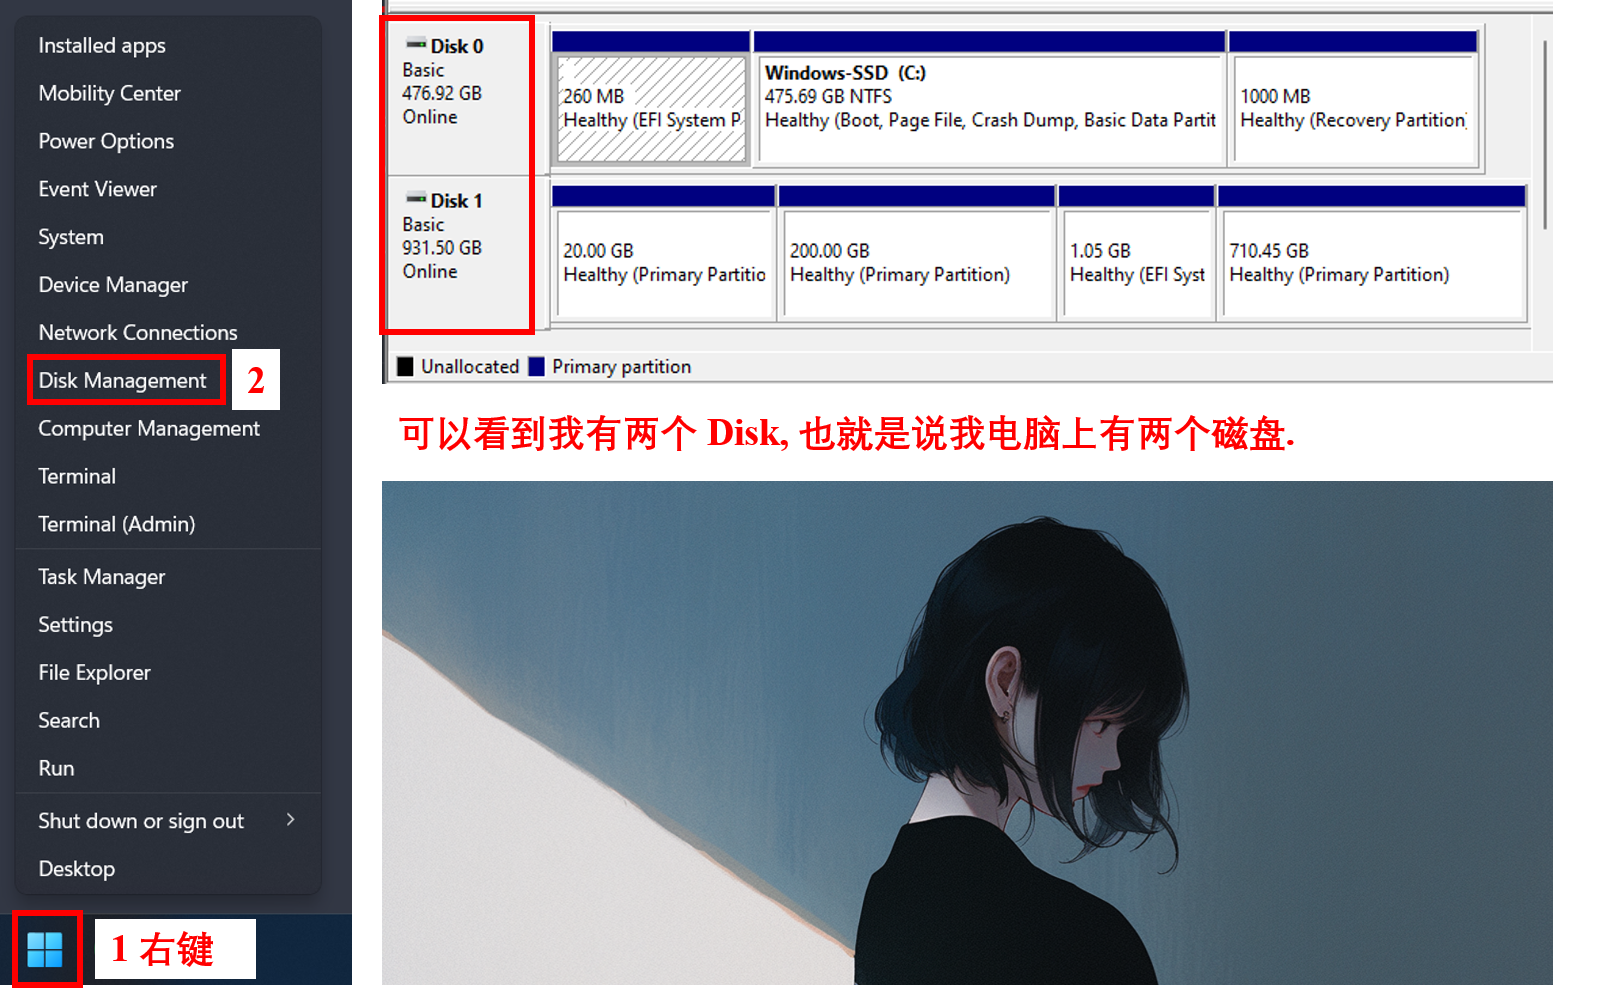 Installed apps
Mobility Center
Power Options
Event Viewer
System
Device Manager
Network Connections
Disk Management
2
Computer Management
Terminal
Terminal (Admin)
Task Manager
Settings
File Explorer
Search
Run
Shut down or sign out
Desktop
1 右键
Disk 0
Basic
476.92 GB
Online
260 MB
Healthy (EFI System P
Windows-SSD (C:)
475.69 GB NTFS
Healthy (Boot, Page File, Crash Dump, Basic Data Partit
1000 MB
Healthy (Recovery Partition)
Disk 1
Basic
931.50 GB
Online
20.00 GB
Healthy (Primary Partitio
200.00 GB
Healthy (Primary Partition)
1.05 GB
Healthy (EFI Syst
710.45 GB
Healthy (Primary Partition)
Unallocated
Primary partition
可以看到我有两个 Disk, 也就是说我电脑上有两个磁盘.